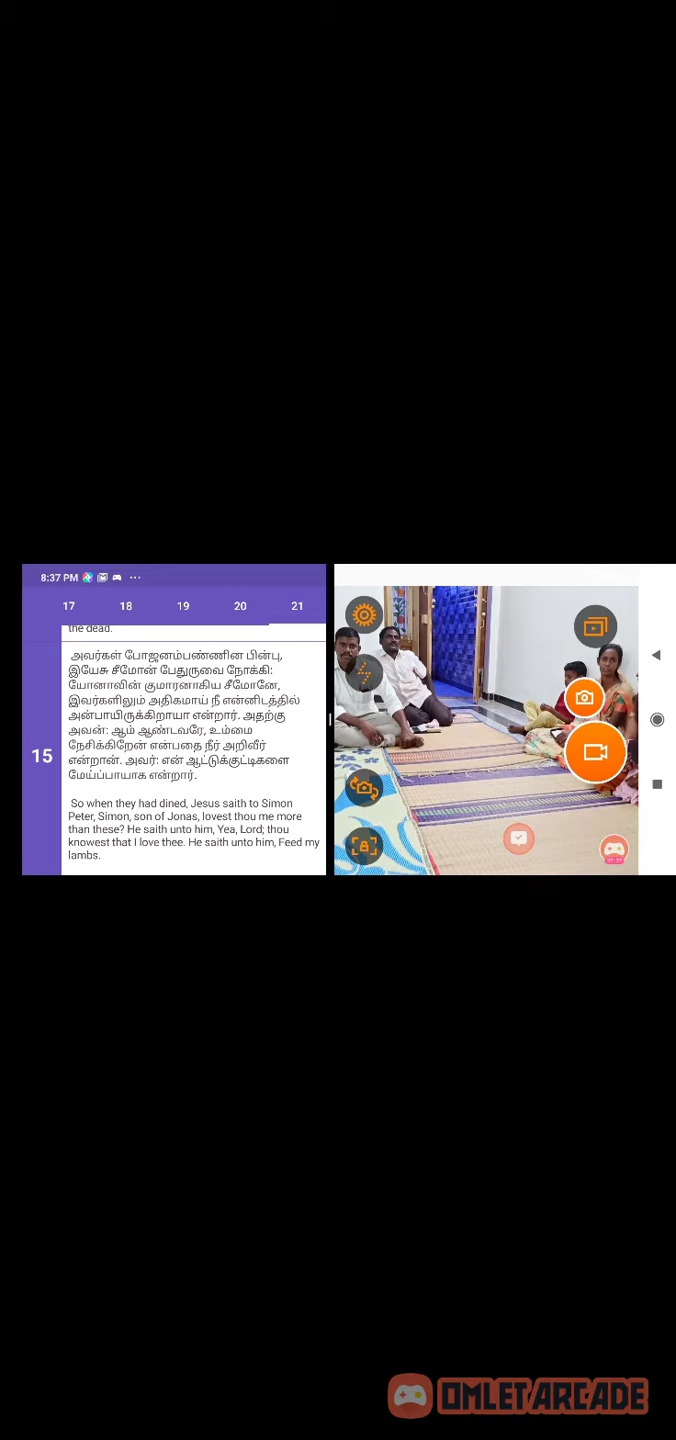 8:37 PM ...
17 18 19 20 21
the dead.
அவர்கள் போஜனம்பண்ணின பின்பு,
இயேசு சீமோன் பேதுருவை நோக்கி:
யோனாவின் குமாரனாகிய சீமோனே,
இவர்களிலும் அதிகமாய் நீ என்னிடத்தில்
அன்பாயிருக்கிறாயா என்றார். அதற்கு
அவன்: ஆம் ஆண்டவரே, உம்மை
நேசிக்கிறேன் என்பதை நீர் அறிவீர்
என்றான். அவர்: என் ஆட்டுக்குட்டிகளை
மேய்ப்பாயாக என்றார்.
15
So when they had dined, Jesus saith to Simon
Peter, Simon, son of Jonas, lovest thou me more
than these? He saith unto him, Yea, Lord; thou
knowest that I love thee. He saith unto him, Feed my
lambs.
OMLET ARCADE